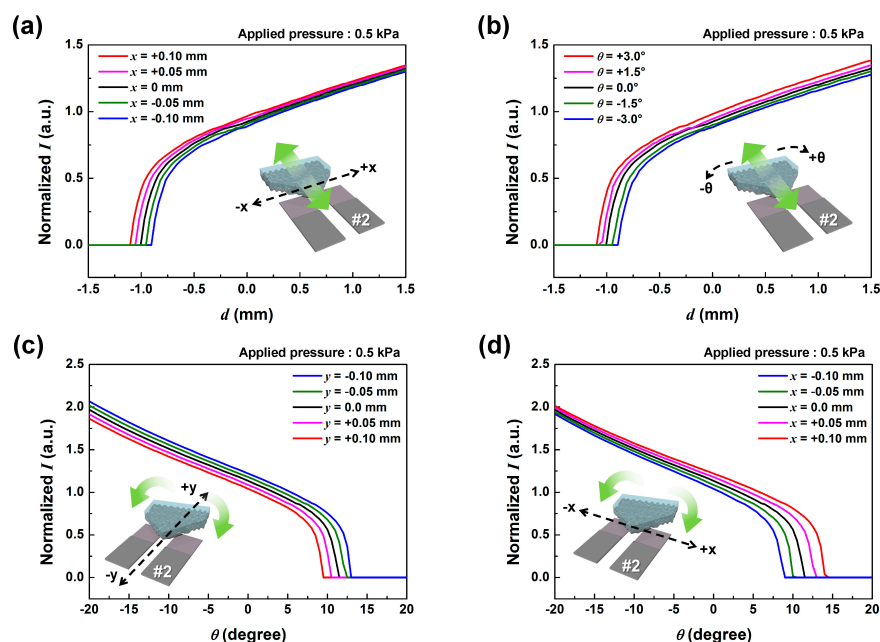 (a)
Applied pressure : 0.5 kPa
1.5
1.0
0.5
0.0
Normalized I (a.u.)
x = +0.10 mm
x = +0.05 mm
x = 0 mm
x = -0.05 mm
x = -0.10 mm
+x
-x
#2
-1.5 -1.0 -0.5 0.0 0.5 1.0 1.5
d (mm)
(b)
Applied pressure : 0.5 kPa
1.5
1.0
0.5
0.0
Normalized I (a.u.)
θ = +3.0°
θ = +1.5°
θ = 0.0°
θ = -1.5°
θ = -3.0°
+θ
-θ
#2
-1.5 -1.0 -0.5 0.0 0.5 1.0 1.5
d (mm)
(c)
Applied pressure : 0.5 kPa
2.5
2.0
1.5
1.0
0.5
0.0
Normalized I (a.u.)
y = -0.10 mm
y = -0.05 mm
y = 0.0 mm
y = +0.05 mm
y = +0.10 mm
+y
-y
#2
-20 -15 -10 -5 0 5 10 15 20
θ (degree)
(d)
Applied pressure : 0.5 kPa
2.5
2.0
1.5
1.0
0.5
0.0
Normalized I (a.u.)
x = -0.10 mm
x = -0.05 mm
x = 0.0 mm
x = +0.05 mm
x = +0.10 mm
-x
+x
#2
-20 -15 -10 -5 0 5 10 15 20
θ (degree)